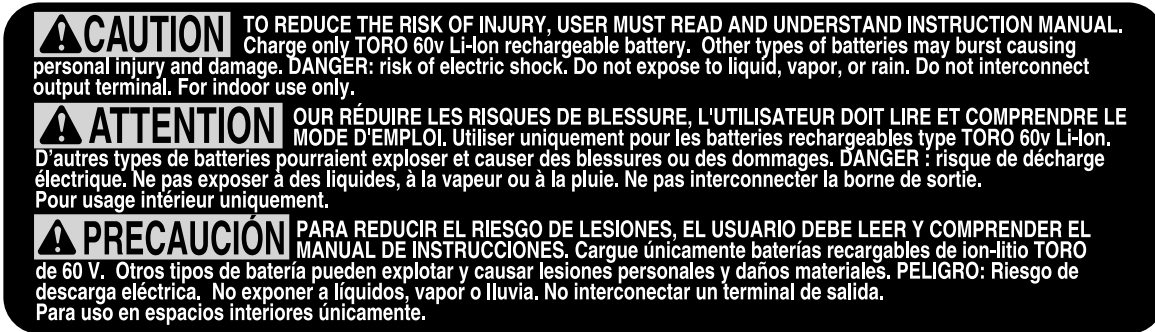 CAUTION TO REDUCE THE RISK OF INJURY, USER MUST READ AND UNDERSTAND INSTRUCTION MANUAL.
Charge only TORO 60v Li-Ion rechargeable battery. Other types of batteries may burst causing
personal injury and damage. DANGER: risk of electric shock. Do not expose to liquid, vapor, or rain. Do not interconnect
output terminal. For indoor use only.
ATTENTION OUR RÉDUIRE LES RISQUES DE BLESSURE, L'UTILISATEUR DOIT LIRE ET COMPRENDRE LE
MODE D'EMPLOI. Utiliser uniquement pour les batteries rechargeables type TORO 60v Li-Ion.
D'autres types de batteries pourraient exploser et causer des blessures ou des dommages. DANGER : risque de décharge
électrique. Ne pas exposer à des liquides, à la vapeur ou à la pluie. Ne pas interconnecter la borne de sortie.
Pour usage intérieur uniquement.
PRECAUCIÓN PARA REDUCIR EL RIESGO DE LESIONES, EL USUARIO DEBE LEER Y COMPRENDER EL
MANUAL DE INSTRUCCIONES. Cargue únicamente baterías recargables de ion-litio TORO
de 60 V. Otros tipos de batería pueden explotar y causar lesiones personales y daños materiales. PELIGRO: Riesgo de
descarga eléctrica. No exponer a líquidos, vapor o lluvia. No interconectar un terminal de salida.
Para uso en espacios interiores únicamente.